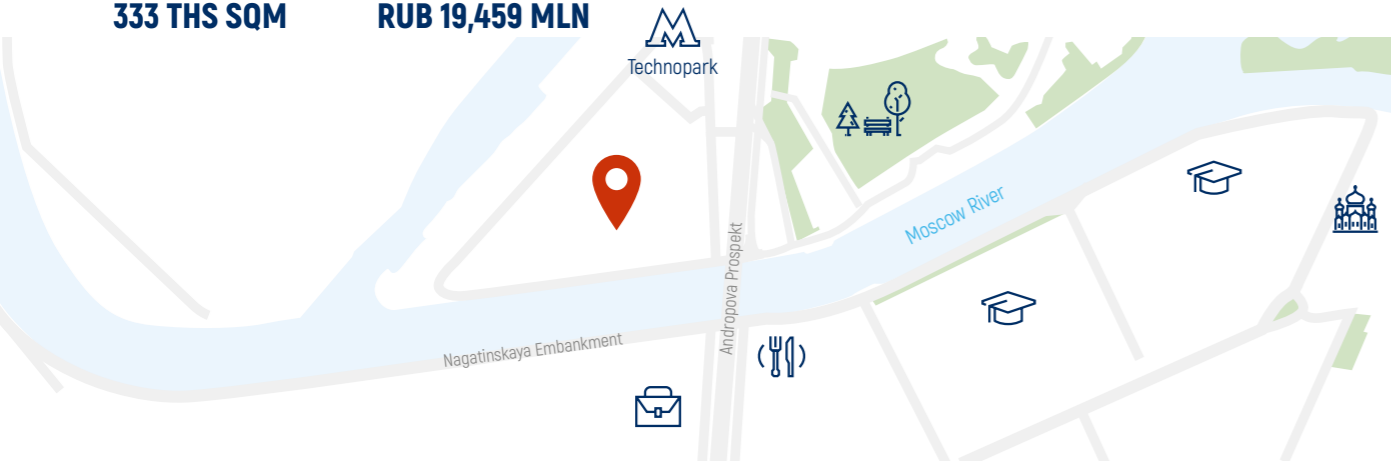 333 THS SQM
RUB 19,459 MLN
Technopark
Moscow River
Andropova Prospekt
Nagatinskaya Embankment